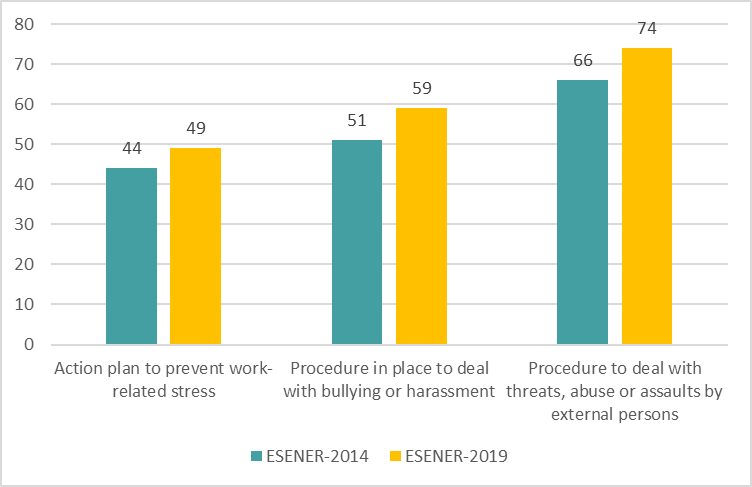 80
70
60
50
40
30
20
10
0
44
49
51
59
66
74
Action plan to prevent work-
related stress
Procedure in place to deal
with bullying or harassment
Procedure to deal with
threats, abuse or assaults by
external persons
ESENER-2014
ESENER-2019